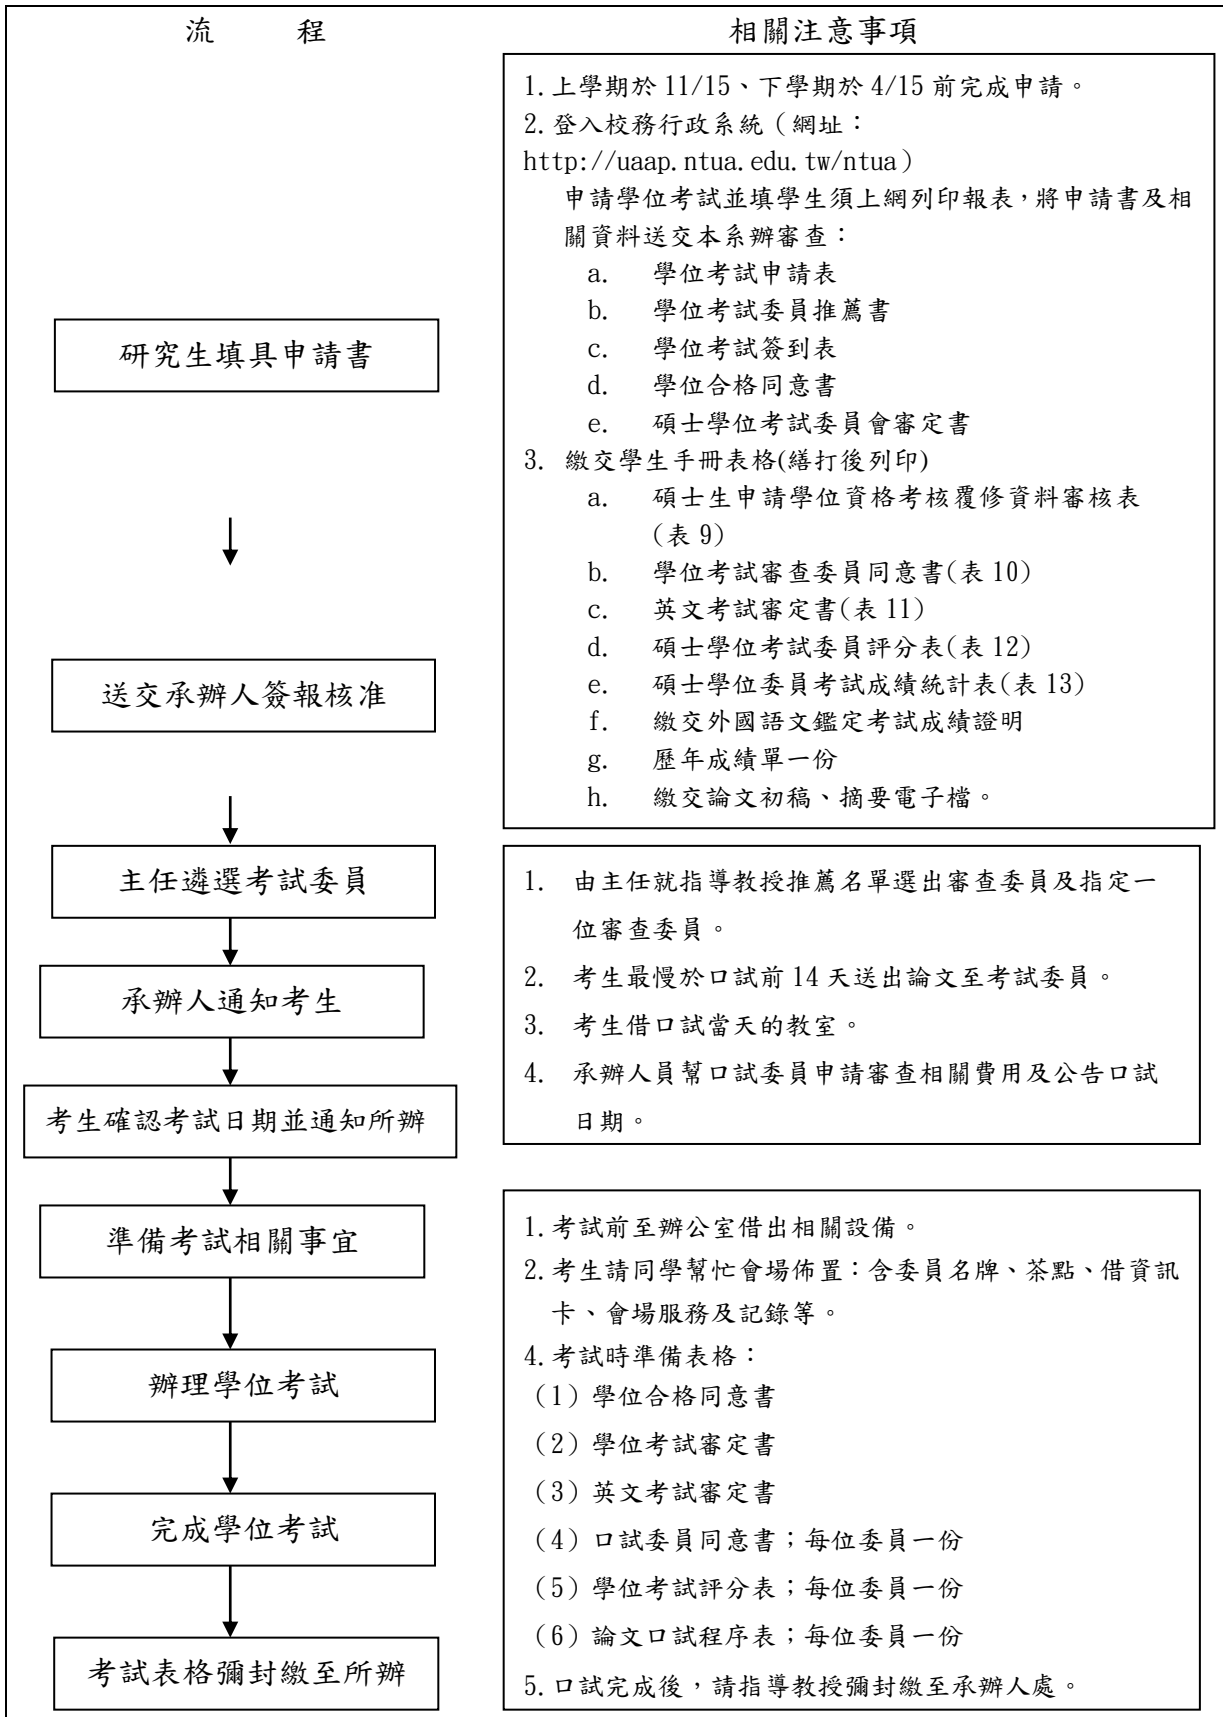 流 程
相關注意事項
研究生填具申請書
送交承辦人簽報核准
主任遴選考試委員
承辦人通知考生
考生確認考試日期並通知所辦
準備考試相關事宜
辦理學位考試
完成學位考試
考試表格彌封繳至所辦
1.上學期於 11/15、下學期於 4/15 前完成申請。
2.登入校務行政系統（網址：
http://uaap.ntua.edu.tw/ntua）
申請學位考試並填學生須上網列印報表，將申請書及相
關資料送交本系辦審查：
a. 學位考試申請表
b. 學位考試委員推薦書
c. 學位考試簽到表
d. 學位合格同意書
e. 碩士學位考試委員會審定書
3. 繳交學生手冊表格(繕打後列印)
a. 碩士生申請學位資格考核覆修資料審核表
(表 9)
b. 學位考試審查委員同意書(表 10)
c. 英文考試審定書(表 11)
d. 碩士學位考試委員評分表(表 12)
e. 碩士學位委員考試成績統計表(表 13)
f. 繳交外國語文鑑定考試成績證明
g. 歷年成績單一份
h. 繳交論文初稿、摘要電子檔。
1. 由主任就指導教授推薦名單選出審查委員及指定一
位審查委員。
2. 考生最慢於口試前 14 天送出論文至考試委員。
3. 考生借口試當天的教室。
4. 承辦人員幫口試委員申請審查相關費用及公告口試
日期。
1.考試前至辦公室借出相關設備。
2.考生請同學幫忙會場佈置：含委員名牌、茶點、借資訊
卡、會場服務及記錄等。
4.考試時準備表格：
（1）學位合格同意書
（2）學位考試審定書
（3）英文考試審定書
（4）口試委員同意書；每位委員一份
（5）學位考試評分表；每位委員一份
（6）論文口試程序表；每位委員一份
5.口試完成後，請指導教授彌封繳至承辦人處。